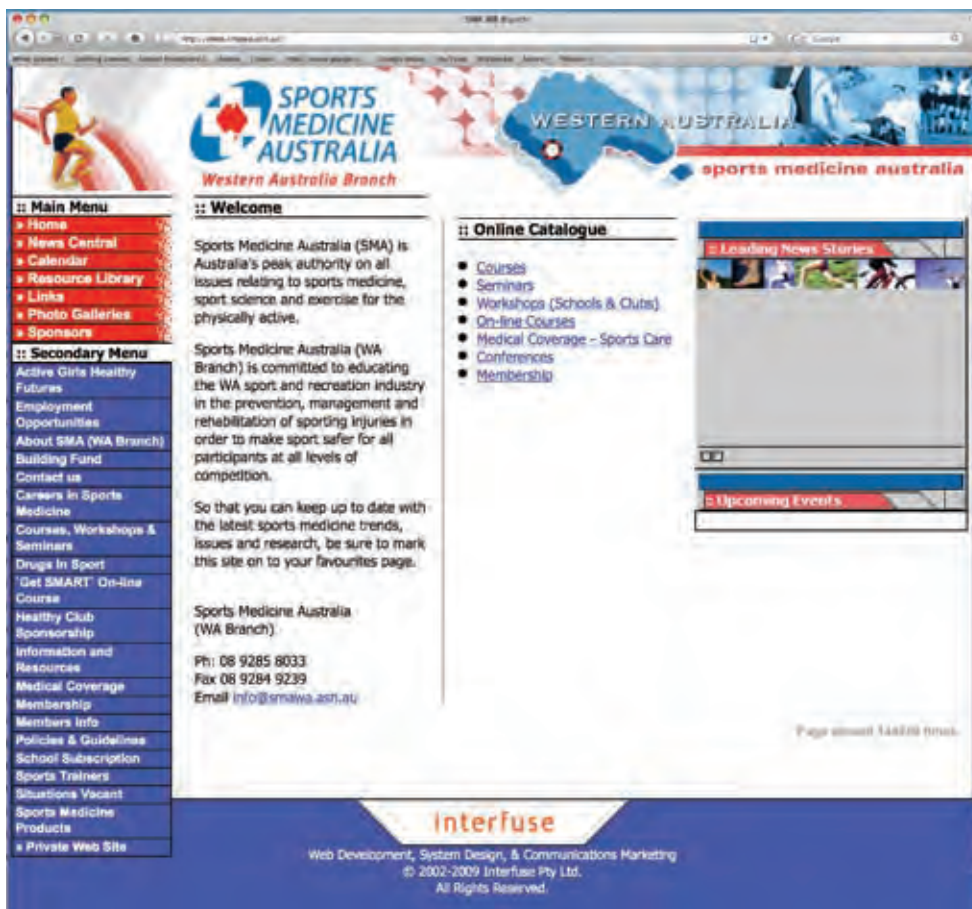 SMA WA Branch
Google
SPORTS
MEDICINE
AUSTRALIA
Western Australia Branch
WESTERN AUSTRALIA
sports medicine australia
:: Main Menu
» Home
» News Central
» Calendar
» Resource Library
» Links
» Photo Galleries
» Sponsors
:: Secondary Menu
Active Girls Healthy
Futures
Employment
Opportunities
About SMA (WA Branch)
Building Fund
Contact us
Careers in Sports
Medicine
Courses, Workshops &
Seminars
Drugs In Sport
'Get SMART' On-line
Course
Healthy Club
Sponsorship
Information and
Resources
Medical Coverage
Membership
Members Info
Policies & Guidelines
School Subscription
Sports Trainers
Situations Vacant
Sports Medicine
Products
» Private Web Site
:: Welcome
Sports Medicine Australia (SMA) is
Australia's peak authority on all
issues relating to sports medicine,
sport science and exercise for the
physically active.
Sports Medicine Australia (WA
Branch) is committed to educating
the WA sport and recreation industry
in the prevention, management and
rehabilitation of sporting injuries in
order to make sport safer for all
participants at all levels of
competition.
So that you can keep up to date with
the latest sports medicine trends,
issues and research, be sure to mark
this site on to your favourites page.
Sports Medicine Australia
(WA Branch)
Ph: 08 9285 8033
Fax 08 9284 9239
Email info@smawa.asn.au
:: Online Catalogue
• Courses
• Seminars
• Workshops (Schools & Clubs)
• On-line Courses
• Medical Coverage - Sports Care
• Conferences
• Membership
:: Leading News Stories
:: Upcoming Events
Page viewed times.
Interfuse
Web Development, System Design, & Communications Marketing
© 2002-2009 Interfuse Pty Ltd.
All Rights Reserved.